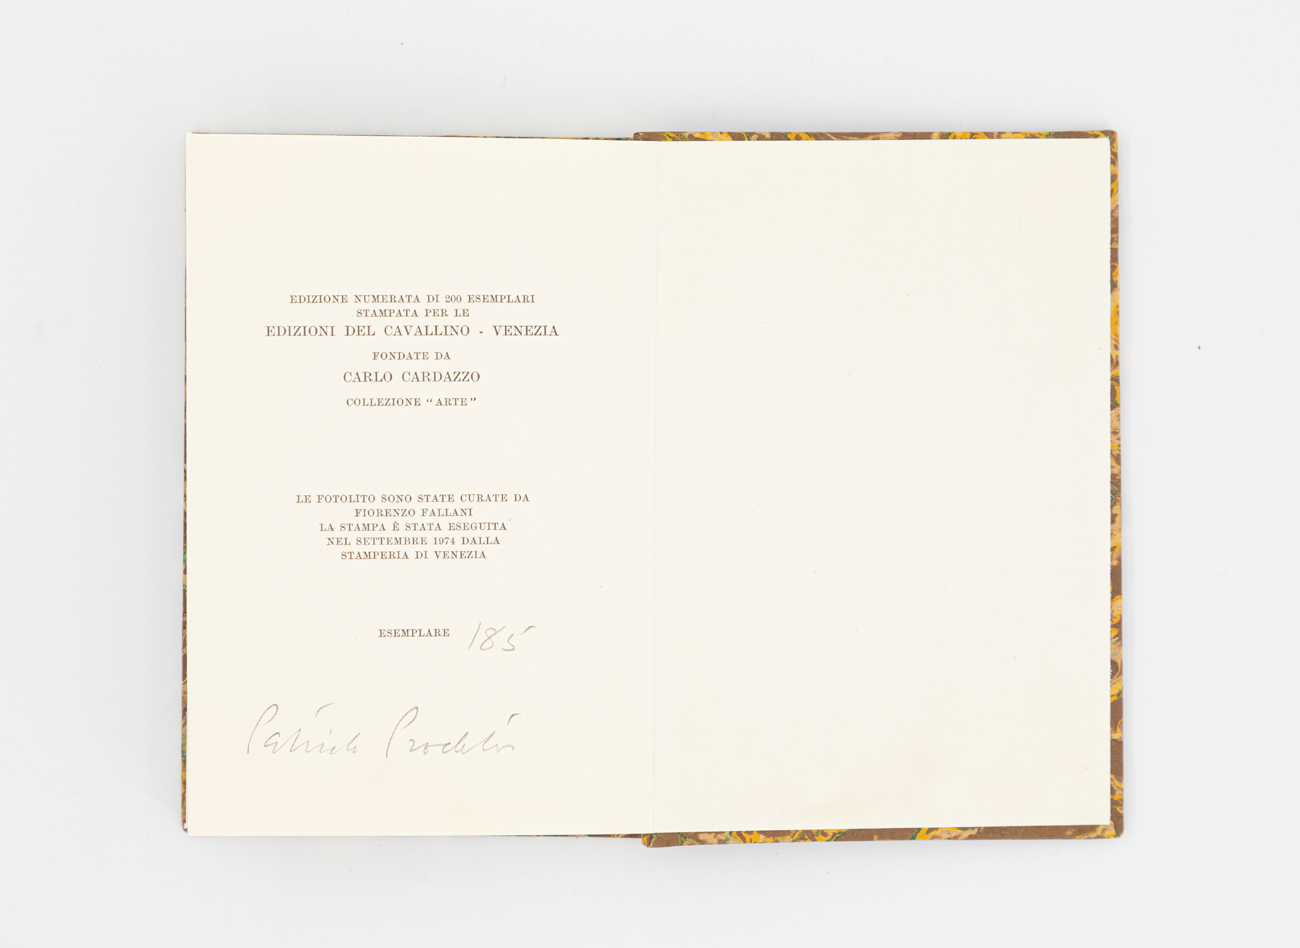 EDIZIONE NUMERATA DI 200 ESEMPLARI
STAMPATA PER LE
EDIZIONI DEL CAVALLINO - VENEZIA
FONDATE DA
CARLO CARDAZZO
COLLEZIONE “ARTE”
LE FOTOLITO SONO STATE CURATE DA
FIORENZO FALLANI
LA STAMPA È STATA ESEGUITA
NEL SETTEMBRE 1974 DALLA
STAMPERIA DI VENEZIA
ESEMPLARE 185
Patrick Procktor